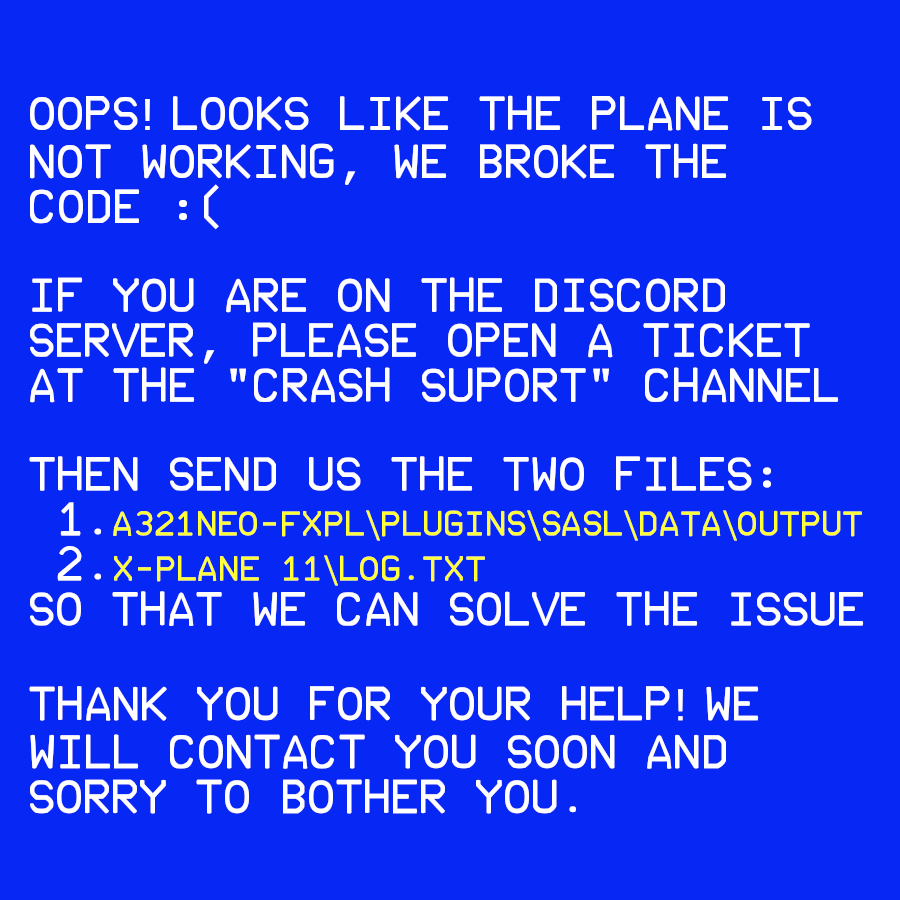 OOPS! LOOKS LIKE THE PLANE IS
NOT WORKING, WE BROKE THE
CODE :(
IF YOU ARE ON THE DISCORD
SERVER, PLEASE OPEN A TICKET
AT THE "CRASH SUPORT" CHANNEL
THEN SEND US THE TWO FILES:
1.A321NEO-FXPL\PLUGINS\SASL\DATA\OUTPUT
2.X-PLANE 11\LOG.TXT
SO THAT WE CAN SOLVE THE ISSUE
THANK YOU FOR YOUR HELP! WE
WILL CONTACT YOU SOON AND
SORRY TO BOTHER YOU.